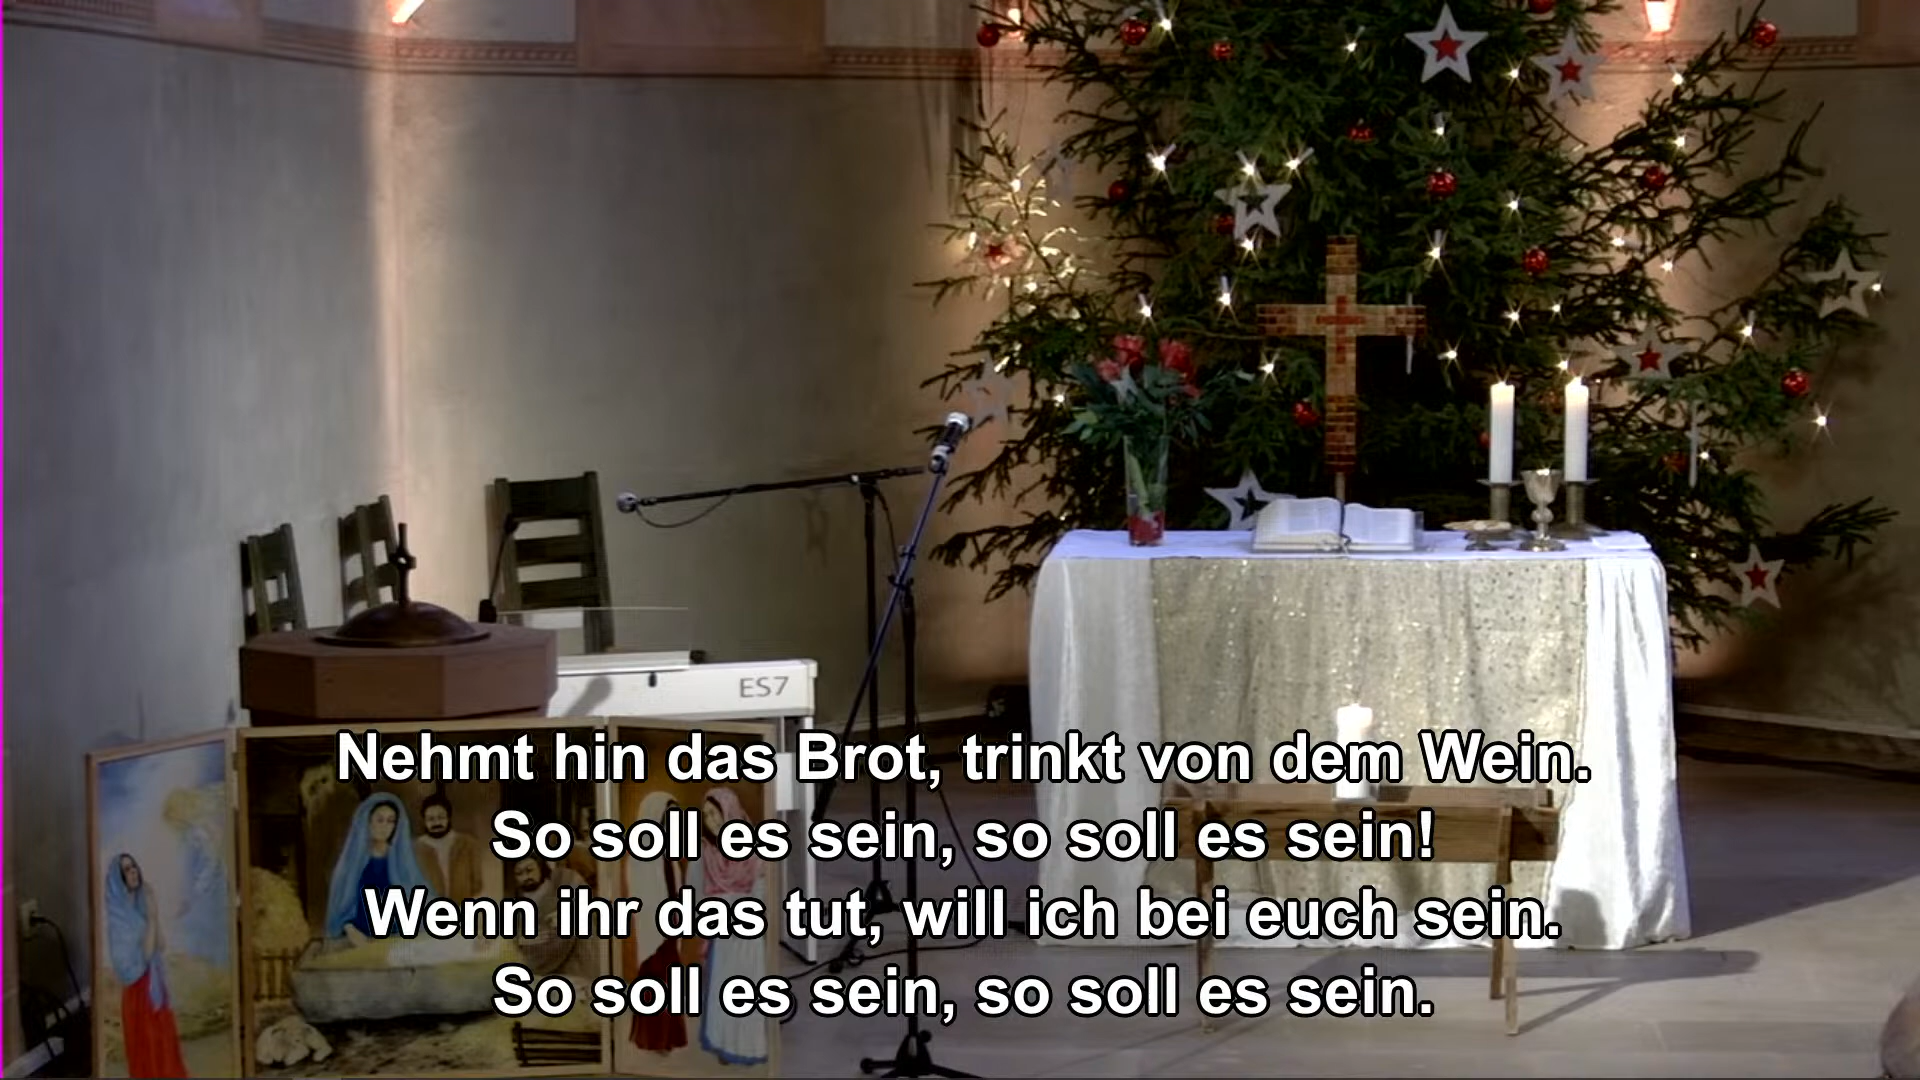 ES7
Nehmt hin das Brot, trinkt von dem Wein.
So soll es sein, so soll es sein!
Wenn ihr das tut, will ich bei euch sein.
So soll es sein, so soll es sein.